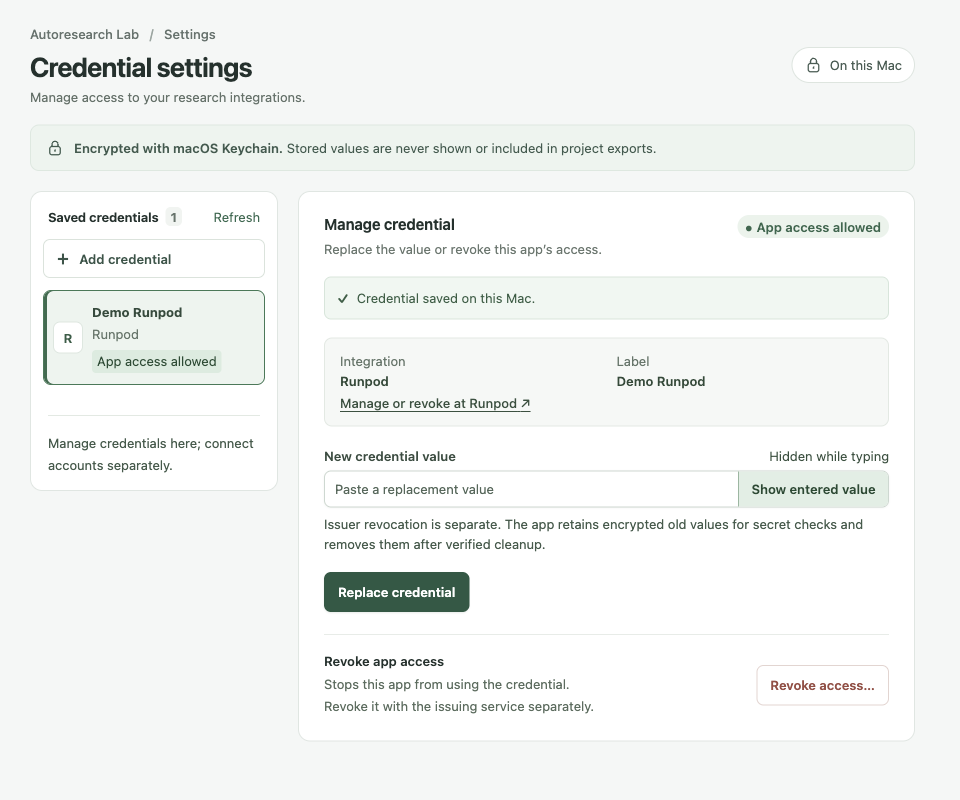 Autoresearch Lab / Settings
Credential settings
Manage access to your research integrations.
On this Mac
Encrypted with macOS Keychain. Stored values are never shown or included in project exports.
Saved credentials 1 Refresh
+ Add credential
R
Demo Runpod
Runpod
App access allowed
Manage credentials here; connect
accounts separately.
Manage credential
App access allowed
Replace the value or revoke this app's access.
Credential saved on this Mac.
Integration
Runpod
Manage or revoke at Runpod ↗
Label
Demo Runpod
New credential value
Hidden while typing
Paste a replacement value
Show entered value
Issuer revocation is separate. The app retains encrypted old values for secret checks and
removes them after verified cleanup.
Replace credential
Revoke app access
Stops this app from using the credential.
Revoke it with the issuing service separately.
Revoke access...